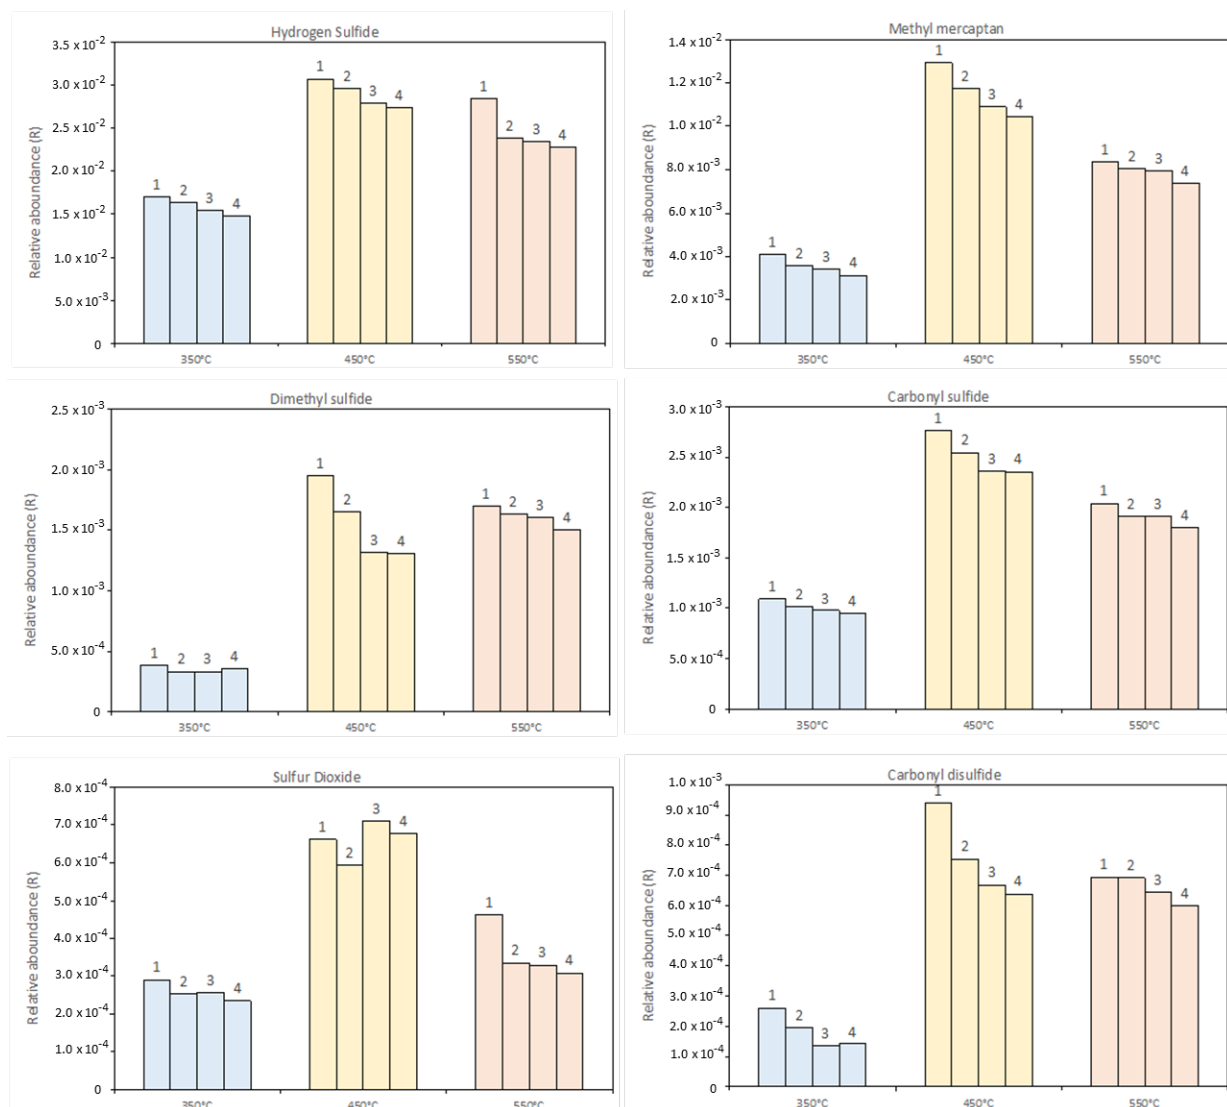 Hydrogen Sulfide
Relative aboundance (R)
3.5 x 10-2
3.0 x 10-2
2.5 x 10-2
2.0 x 10-2
1.5 x 10-2
1.0 x 10-2
5.0 x 10-3
0
1 2 3 4
1 2 3 4
1 2 3 4
350°C 450°C 550°C
Methyl mercaptan
Relative aboundance (R)
1.4 x 10-2
1.2 x 10-2
1.0 x 10-2
8.0 x 10-3
6.0 x 10-3
4.0 x 10-3
2.0 x 10-3
0
1 2 3 4
1 2 3 4
1 2 3 4
350°C 450°C 550°C
Dimethyl sulfide
Relative aboundance (R)
2.5 x 10-3
2.0 x 10-3
1.5 x 10-3
1.0 x 10-3
5.0 x 10-4
0
1 2 3 4
1 2 3 4
1 2 3 4
350°C 450°C 550°C
Carbonyl sulfide
Relative aboundance (R)
3.0 x 10-3
2.5 x 10-3
2.0 x 10-3
1.5 x 10-3
1.0 x 10-3
5.0 x 10-4
0
1 2 3 4
1 2 3 4
1 2 3 4
350°C 450°C 550°C
Sulfur Dioxide
Relative aboundance (R)
8.0 x 10-4
7.0 x 10-4
6.0 x 10-4
5.0 x 10-4
4.0 x 10-4
3.0 x 10-4
2.0 x 10-4
1.0 x 10-4
0
1 2 3 4
1 2 3 4
1 2 3 4
350°C 450°C 550°C
Carbonyl disulfide
Relative aboundance (R)
1.0 x 10-3
9.0 x 10-4
8.0 x 10-4
7.0 x 10-4
6.0 x 10-4
5.0 x 10-4
4.0 x 10-4
3.0 x 10-4
2.0 x 10-4
1.0 x 10-4
0
1 2 3 4
1 2 3 4
1 2 3 4
350°C 450°C 550°C